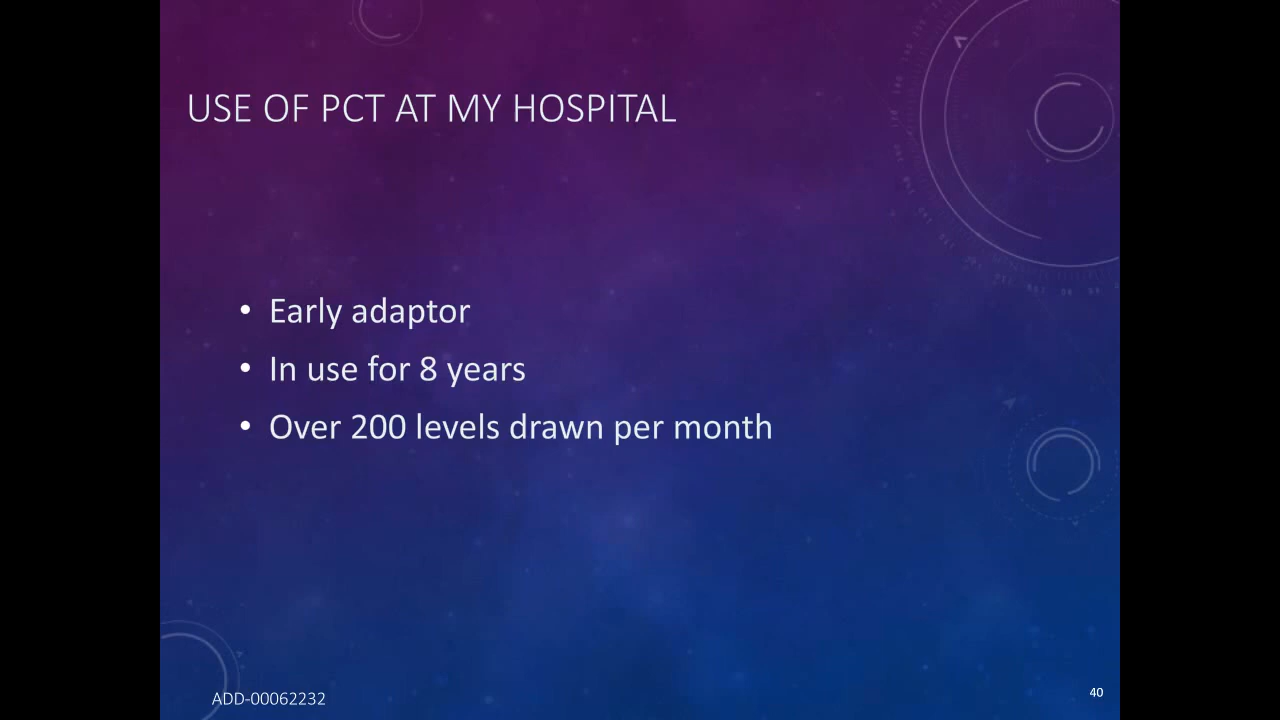 USE OF PCT AT MY HOSPITAL
• Early adaptor
• In use for 8 years
• Over 200 levels drawn per month
ADD-00062232
40